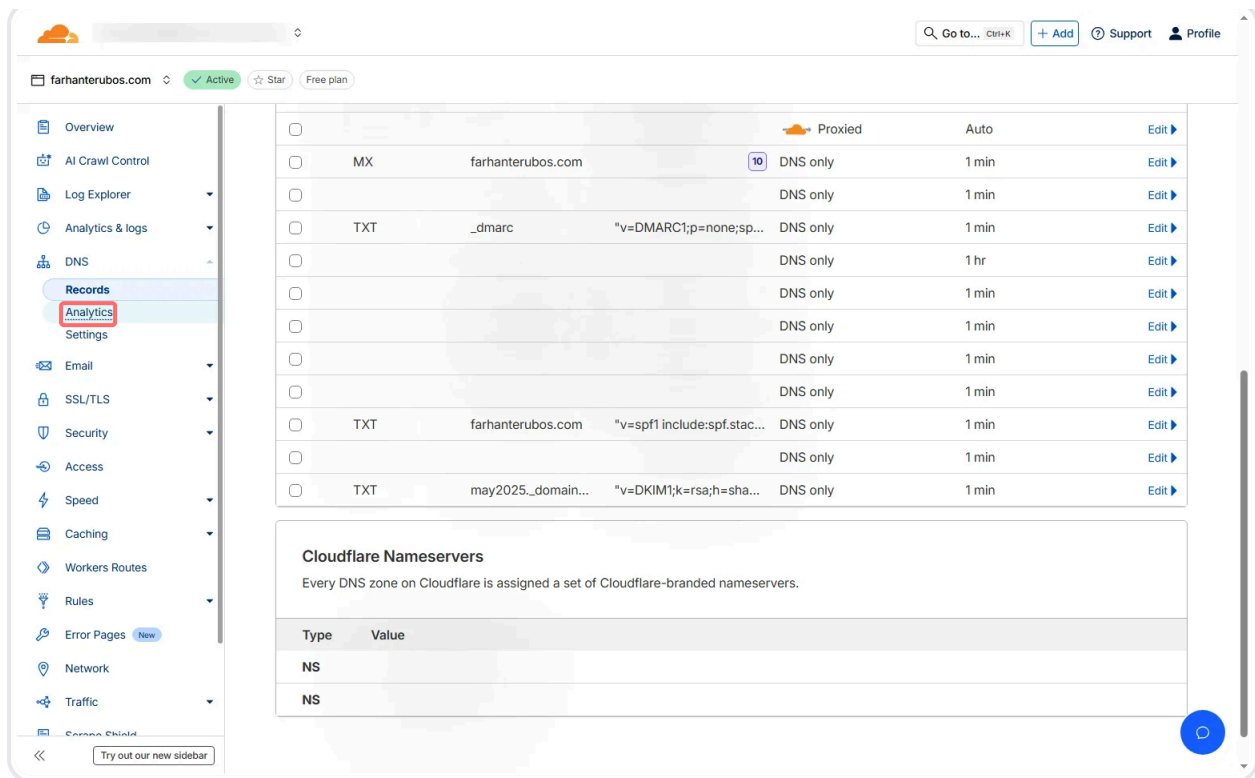 Go to... Ctrl+K + Add Support Profile
farhanterubos.com Active Star Free plan
Overview
AI Crawl Control
Log Explorer
Analytics & logs
DNS
Records
Analytics
Settings
Email
SSL/TLS
Security
Access
Speed
Caching
Workers Routes
Rules
Error Pages New
Network
Traffic
Scrape Shield
Try out our new sidebar
Proxied Auto Edit
MX farhanterubos.com 10 DNS only 1 min Edit
DNS only 1 min Edit
TXT _dmarc "v=DMARC1;p=none;sp... DNS only 1 min Edit
DNS only 1 hr Edit
DNS only 1 min Edit
DNS only 1 min Edit
DNS only 1 min Edit
DNS only 1 min Edit
TXT farhanterubos.com "v=spf1 include:spf.stac... DNS only 1 min Edit
DNS only 1 min Edit
TXT may2025._domain... "v=DKIM1;k=rsa;h=sha... DNS only 1 min Edit
Cloudflare Nameservers
Every DNS zone on Cloudflare is assigned a set of Cloudflare-branded nameservers.
Type Value
NS
NS